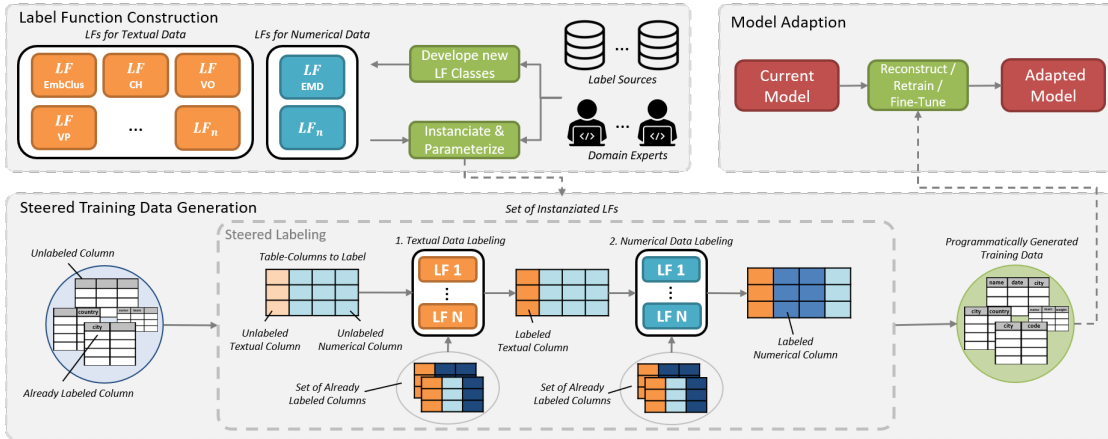 Label Function Construction
LFs for Textual Data
LFs for Numerical Data
LF
EmbClus
LF
CH
LF
VO
LF
VP
...
LFn
LF
EMD
LFn
Develope new
LF Classes
Instanciate &
Parameterize
...
Label Sources
...
Domain Experts
Model Adaption
Current
Model
Reconstruct /
Retrain /
Fine-Tune
Adapted
Model
Steered Training Data Generation
Set of Instanziated LFs
Unlabeled Column
country
city
Already Labeled Column
Steered Labeling
Table-Columns to Label
Unlabeled
Textual Column
Unlabeled
Numerical Column
1. Textual Data Labeling
LF 1
LF N
Set of Already
Labeled Columns
Labeled
Textual Column
2. Numerical Data Labeling
LF 1
LF N
Set of Already
Labeled Columns
Labeled
Numerical Column
Programmatically Generated
Training Data
name date city
city country
city code